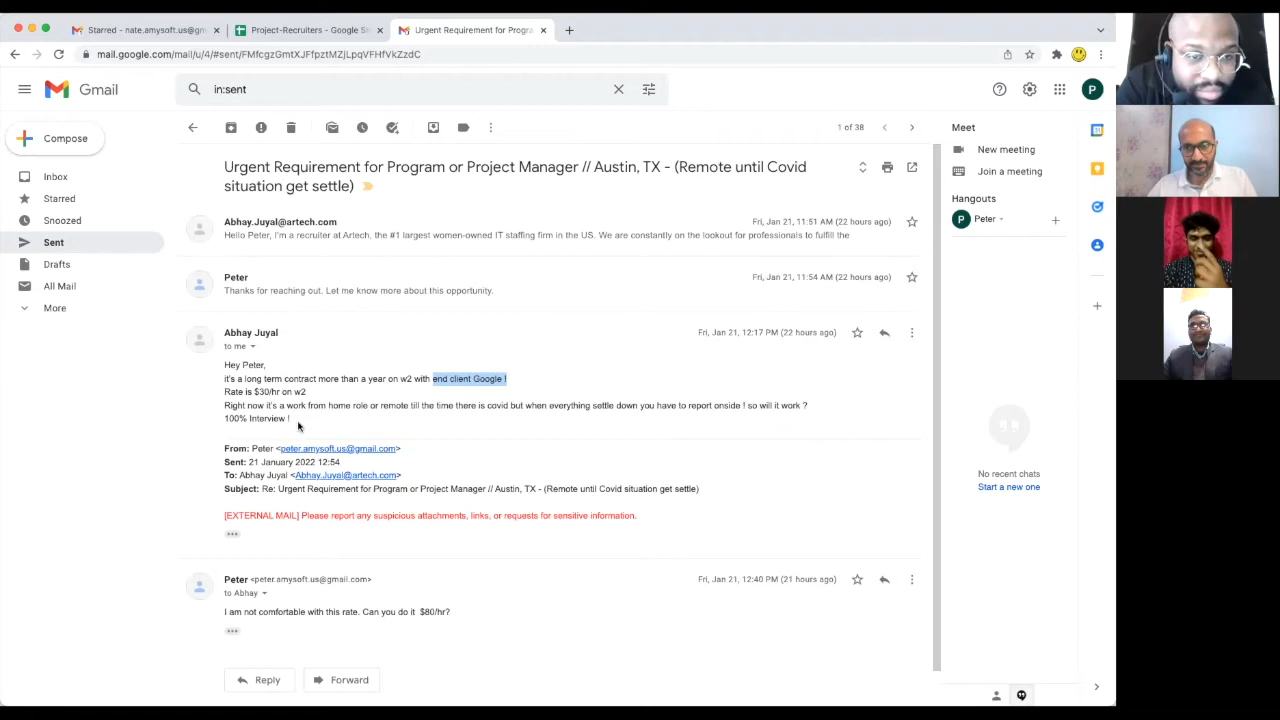 Starred - nate.amysoft.us@gm
Project-Recruiters - Google Sh
Urgent Requirement for Progra
mail.google.com/mail/u/4/#sent/FMfcgzGmtXJFfpztMZjLpqVFHfVkZzdC
Gmail
in:sent
P
Compose
1 of 38
Inbox
Starred
Snoozed
Sent
Drafts
All Mail
More
Urgent Requirement for Program or Project Manager // Austin, TX - (Remote until Covid
situation get settle)
Abhay.Juyal@artech.com
Fri, Jan 21, 11:51 AM (22 hours ago)
Hello Peter, I'm a recruiter at Artech, the #1 largest women-owned IT staffing firm in the US. We are constantly on the lookout for professionals to fulfill the
Peter
Fri, Jan 21, 11:54 AM (22 hours ago)
Thanks for reaching out. Let me know more about this opportunity.
Abhay Juyal
Fri, Jan 21, 12:17 PM (22 hours ago)
to me
Hey Peter,
it's a long term contract more than a year on w2 with end client Google !
Rate is $30/hr on w2
Right now it's a work from home role or remote till the time there is covid but when everything settle down you have to report onside ! so will it work ?
100% Interview !
From: Peter <peter.amysoft.us@gmail.com>
Sent: 21 January 2022 12:54
To: Abhay Juyal <Abhay.Juyal@artech.com>
Subject: Re: Urgent Requirement for Program or Project Manager // Austin, TX - (Remote until Covid situation get settle)
[EXTERNAL MAIL] Please report any suspicious attachments, links, or requests for sensitive information.
Peter <peter.amysoft.us@gmail.com>
Fri, Jan 21, 12:40 PM (21 hours ago)
to Abhay
I am not comfortable with this rate. Can you do it $80/hr?
Reply
Forward
Meet
New meeting
Join a meeting
Hangouts
P
Peter
No recent chats
Start a new one